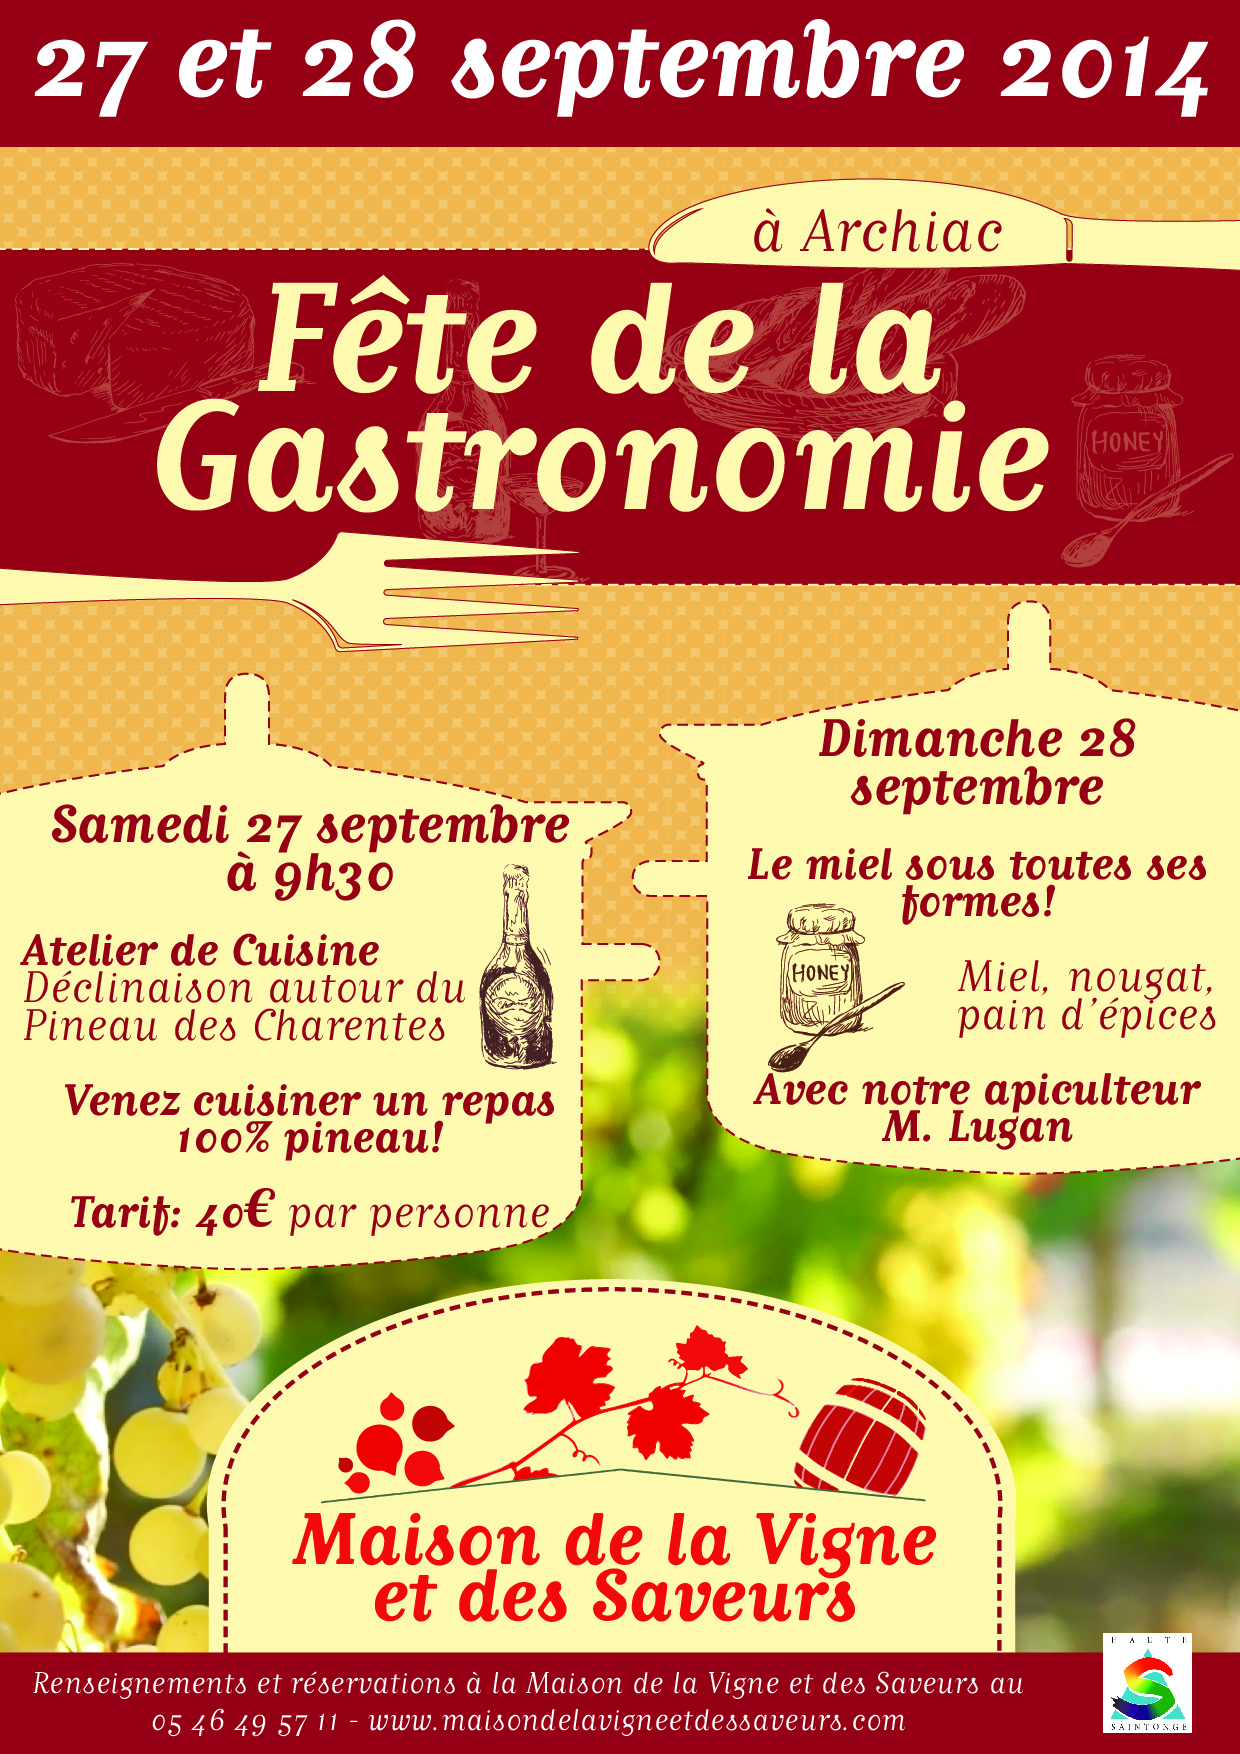 27 et 28 septembre 2014
à Archiac
Fête de la
Gastronomie
HONEY
Samedi 27 septembre
à 9h30
Atelier de Cuisine
Déclinaison autour du
Pineau des Charentes
Venez cuisiner un repas
100% pineau!
Tarif: 40€ par personne
Dimanche 28
septembre
Le miel sous toutes ses
formes!
HONEY
Miel, nougat,
pain d'épices
Avec notre apiculteur
M. Lugan
Maison de la Vigne
et des Saveurs
Renseignements et réservations à la Maison de la Vigne et des Saveurs au
05 46 49 57 11 - www.maisondelavigneetdessaveurs.com
HAUTE
SAINTONGE